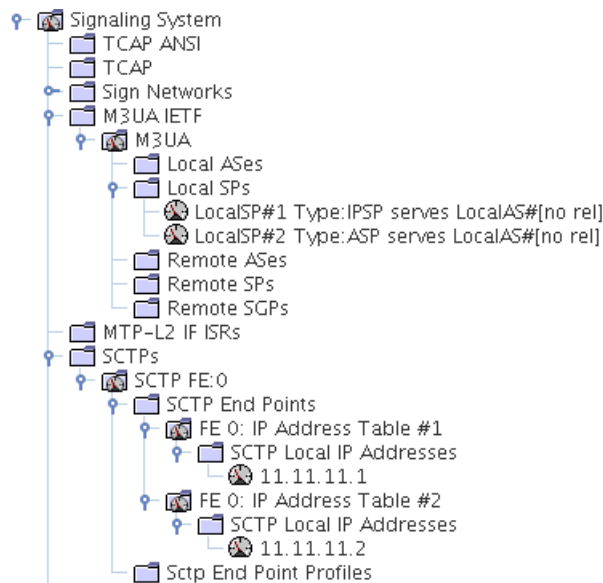 Signaling System
TCAP ANSI
TCAP
Sign Networks
M3UA IETF
M3UA
Local ASes
Local SPs
LocalSP#1 Type:IPSP serves LocalAS#[no rel]
LocalSP#2 Type:ASP serves LocalAS#[no rel]
Remote ASes
Remote SPs
Remote SGPs
MTP-L2 IF ISRs
SCTPs
SCTP FE:0
SCTP End Points
FE 0: IP Address Table #1
SCTP Local IP Addresses
11.11.11.1
FE 0: IP Address Table #2
SCTP Local IP Addresses
11.11.11.2
Sctp End Point Profiles